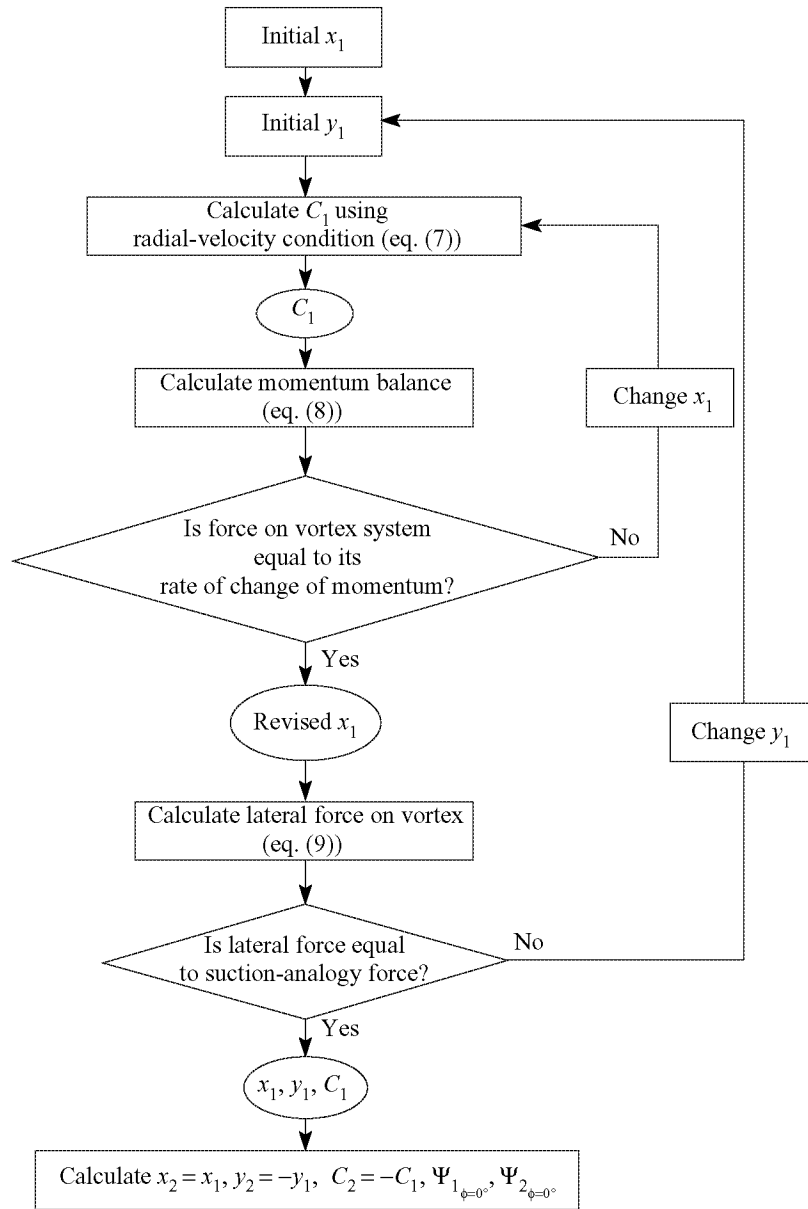 Initial x₁
Initial y₁
Calculate C₁ using
radial-velocity condition (eq. (7))
C₁
Calculate momentum balance
(eq. (8))
Change x₁
Is force on vortex system
equal to its
rate of change of momentum?
No
Yes
Revised x₁
Change y₁
Calculate lateral force on vortex
(eq. (9))
Is lateral force equal
to suction-analogy force?
No
Yes
x₁, y₁, C₁
Calculate x₂ = x₁, y₂ = −y₁, C₂ = −C₁, Ψ₁ϕ=0°, Ψ₂ϕ=0°